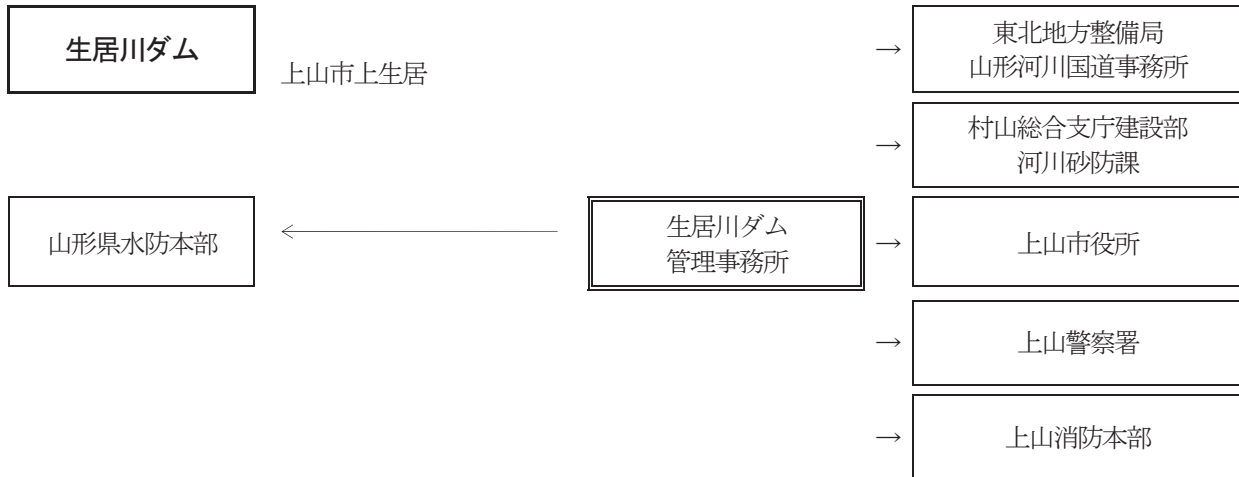 生居川ダム
上山市上生居
→
東北地方整備局
山形河川国道事務所
→
村山総合支庁建設部
河川砂防課
山形県水防本部
←
生居川ダム
管理事務所
→
上山市役所
→
上山警察署
→
上山消防本部